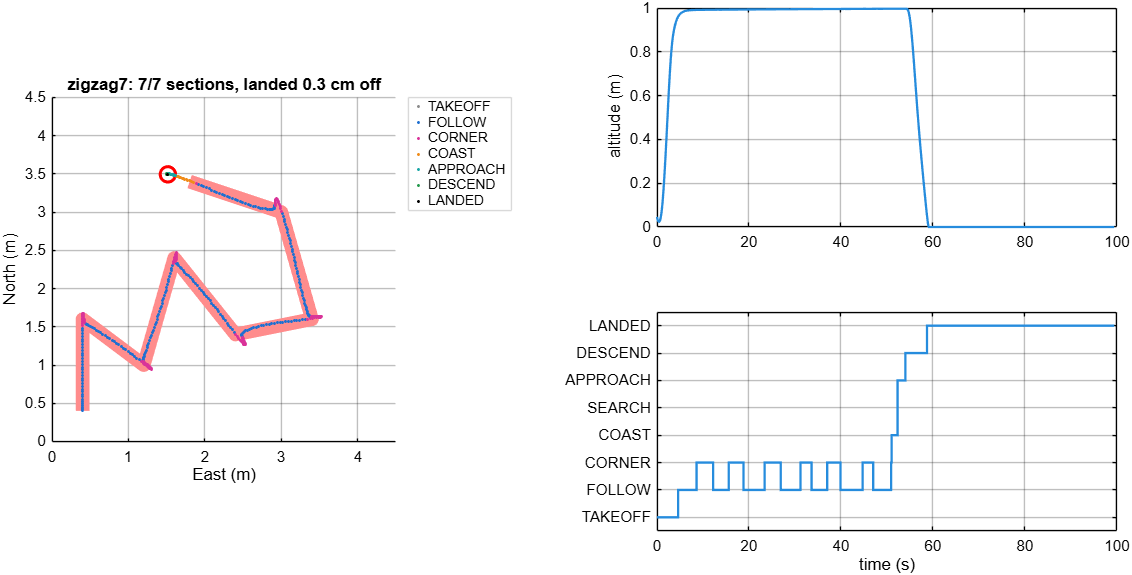 zigzag7: 7/7 sections, landed 0.3 cm off
4.5
4
3.5
3
2.5
2
1.5
1
0.5
0
North (m)
0 1 2 3 4
East (m)
TAKEOFF
FOLLOW
CORNER
COAST
APPROACH
DESCEND
LANDED
1
0.8
0.6
0.4
0.2
0
altitude (m)
0 20 40 60 80 100
LANDED
DESCEND
APPROACH
SEARCH
COAST
CORNER
FOLLOW
TAKEOFF
0 20 40 60 80 100
time (s)